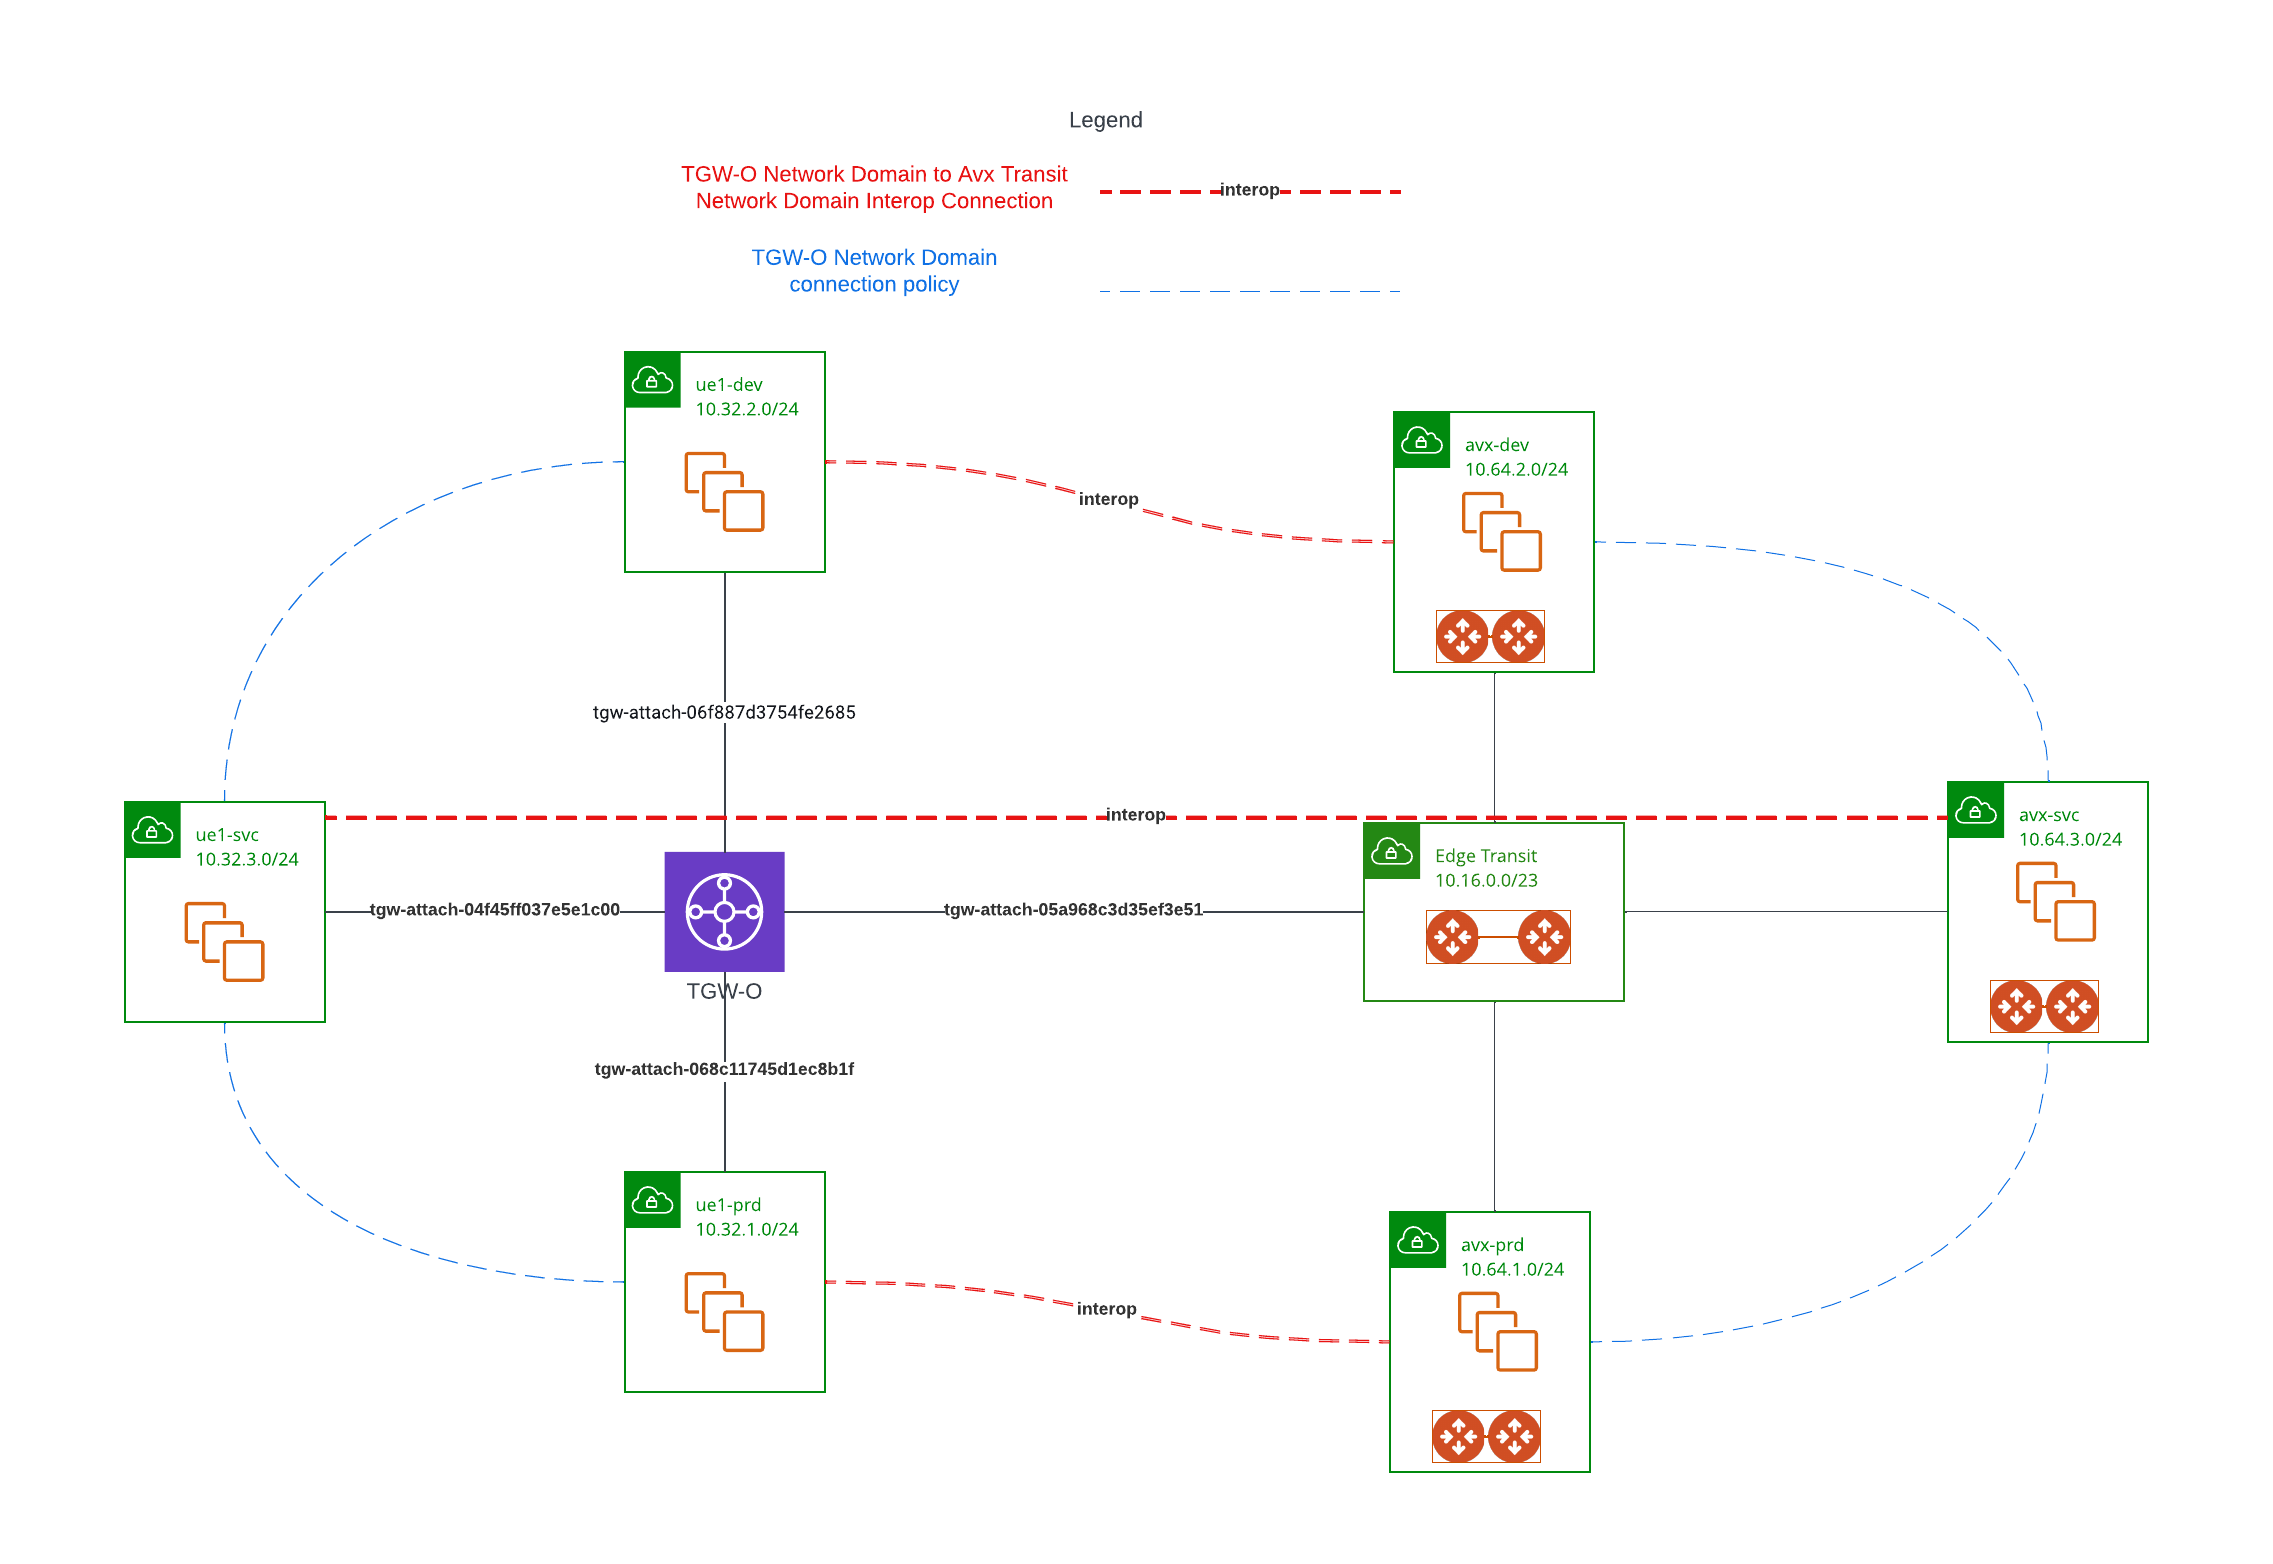 Legend
TGW-O Network Domain to Avx Transit
Network Domain Interop Connection
interop
TGW-O Network Domain
connection policy
ue1-dev
10.32.2.0/24
avx-dev
10.64.2.0/24
interop
tgw-attach-06f887d3754fe2685
interop
ue1-svc
10.32.3.0/24
avx-svc
10.64.3.0/24
Edge Transit
10.16.0.0/23
tgw-attach-04f45ff037e5e1c00
tgw-attach-05a968c3d35ef3e51
TGW-O
tgw-attach-068c11745d1ec8b1f
ue1-prd
10.32.1.0/24
avx-prd
10.64.1.0/24
interop